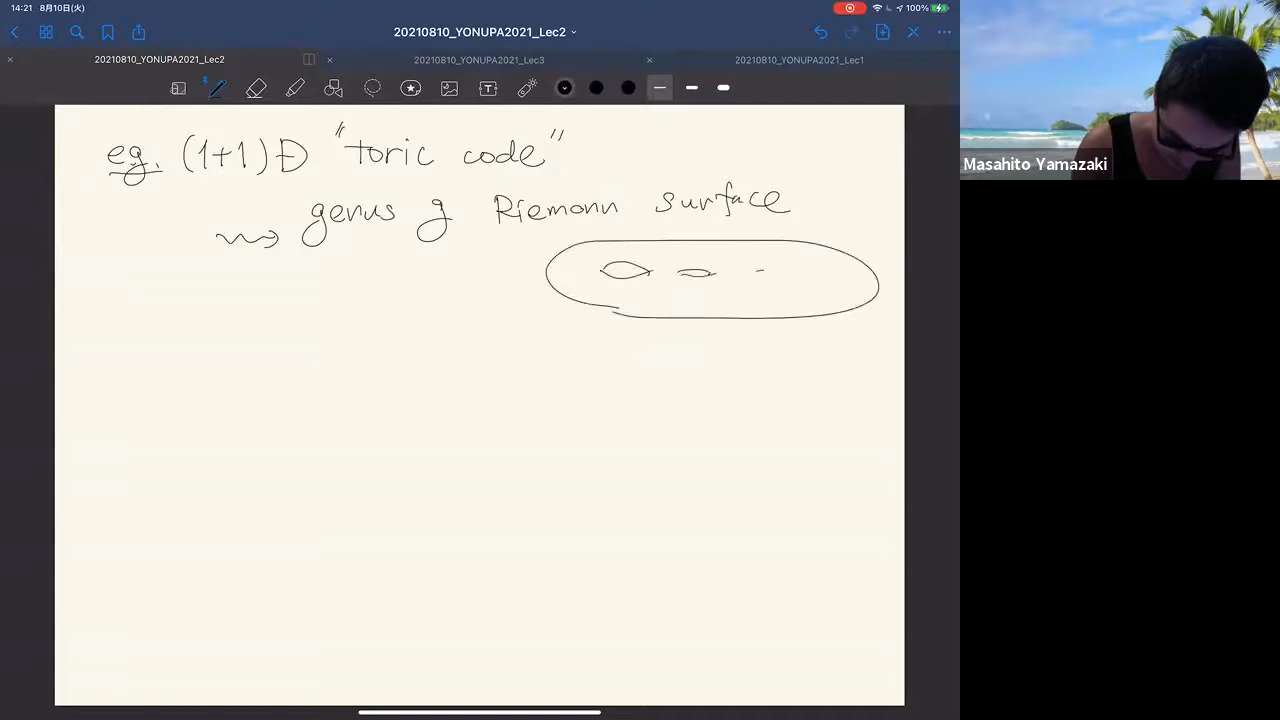 14:21 8月10日(火)
100%
20210810_YONUPA2021_Lec2
20210810_YONUPA2021_Lec2
20210810_YONUPA2021_Lec3
20210810_YONUPA2021_Lec1
Masahito Yamazaki
eg. (1+1)D "toric code"
genus g Riemann surface